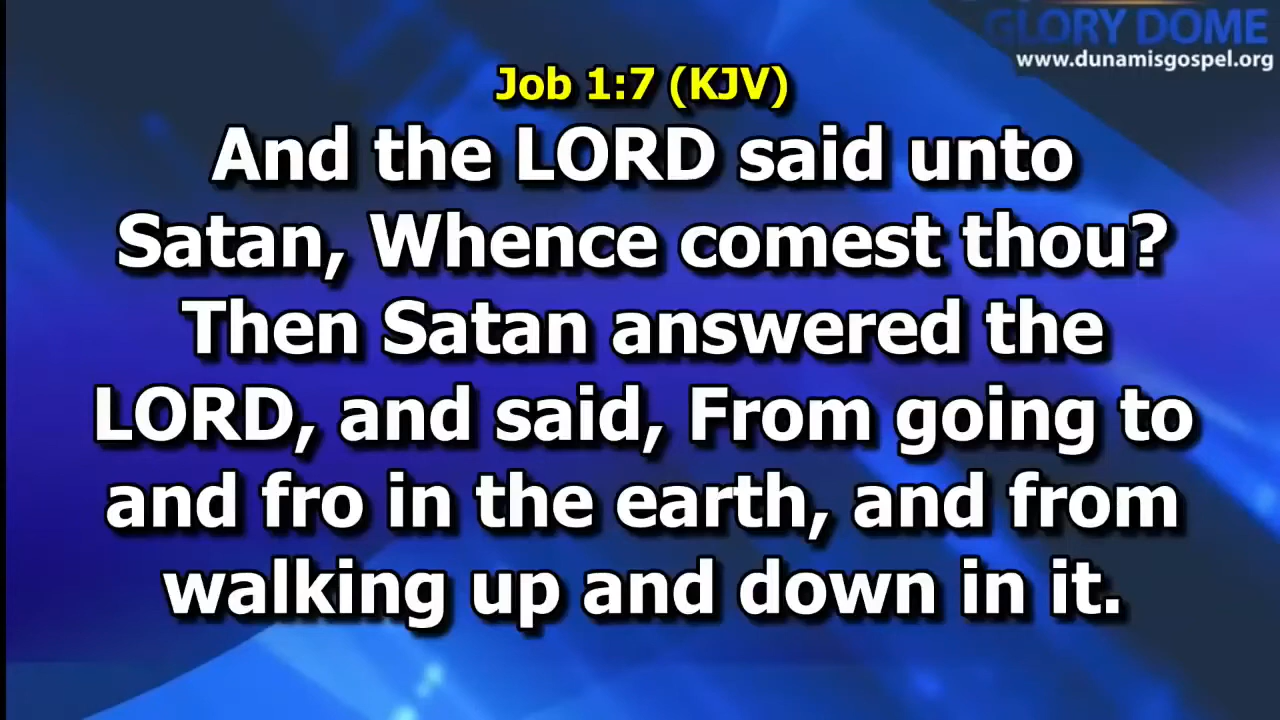 GLORY DOME
www.dunamisgospel.org
Job 1:7 (KJV)
And the LORD said unto
Satan, Whence comest thou?
Then Satan answered the
LORD, and said, From going to
and fro in the earth, and from
walking up and down in it.